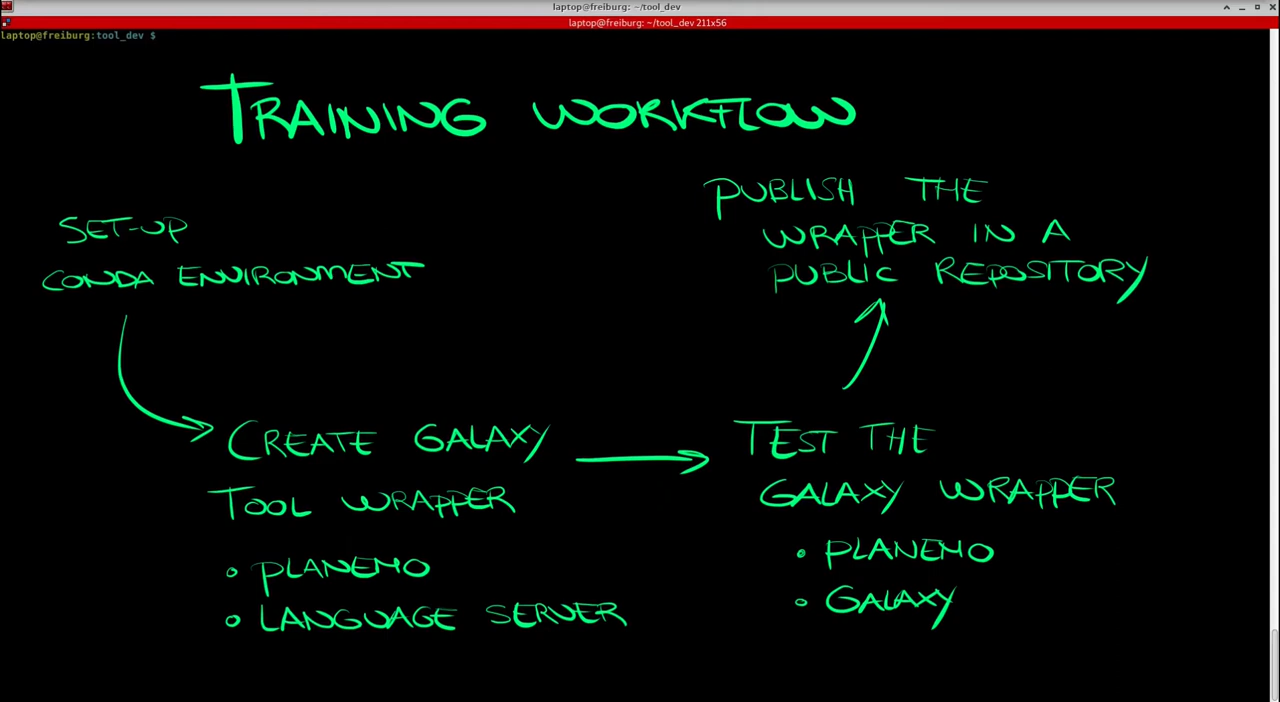 laptop@freiburg: ~/tool_dev
laptop@freiburg: ~/tool_dev 211x56
laptop@freiburg:tool_dev $
TRAINING WORKFLOW
SET-UP
CONDA ENVIRONMENT
CREATE GALAXY
TOOL WRAPPER
• PLANEMO
• LANGUAGE SERVER
TEST THE
GALAXY WRAPPER
• PLANEMO
• GALAXY
PUBLISH THE
WRAPPER IN A
PUBLIC REPOSITORY